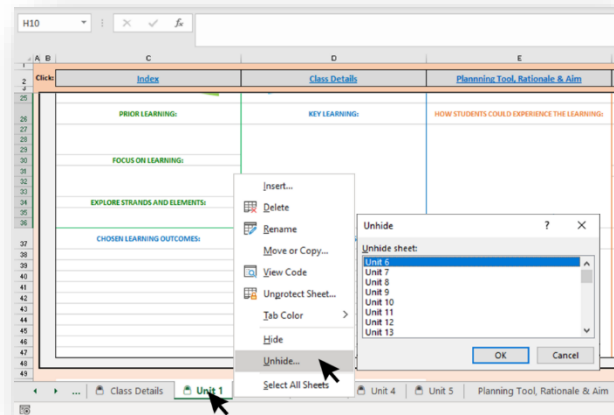 H10
fx
A B C D E
Click: Index Class Details Plannning Tool, Rationale & Aim
PRIOR LEARNING: KEY LEARNING: HOW STUDENTS COULD EXPERIENCE THE LEARNING:
FOCUS ON LEARNING:
EXPLORE STRANDS AND ELEMENTS:
CHOSEN LEARNING OUTCOMES:
1
2
25
26
27
28
29
30
31
32
33
34
35
36
37
38
39
40
41
42
43
44
45
46
47
48
49
Insert...
Delete
Rename
Move or Copy...
View Code
Unprotect Sheet...
Tab Color
Hide
Unhide...
Select All Sheets
Unhide ? ×
Unhide sheet:
Unit 6
Unit 7
Unit 8
Unit 9
Unit 10
Unit 11
Unit 12
Unit 13
OK Cancel
... Class Details Unit 1 Unit 4 Unit 5 Planning Tool, Rationale & Aim